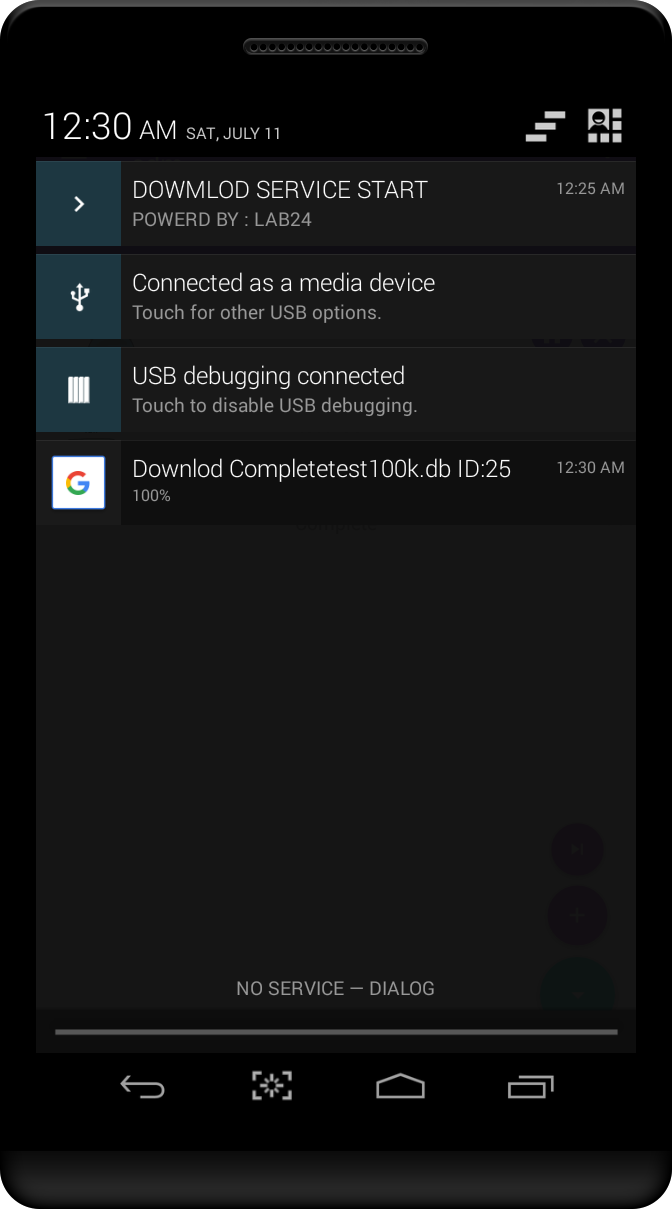 12:30 AM SAT, JULY 11
DOWMLOD SERVICE START 12:25 AM
POWERD BY : LAB24
Connected as a media device
Touch for other USB options.
USB debugging connected
Touch to disable USB debugging.
Downlod Completetest100k.db ID:25 12:30 AM
100%
NO SERVICE — DIALOG